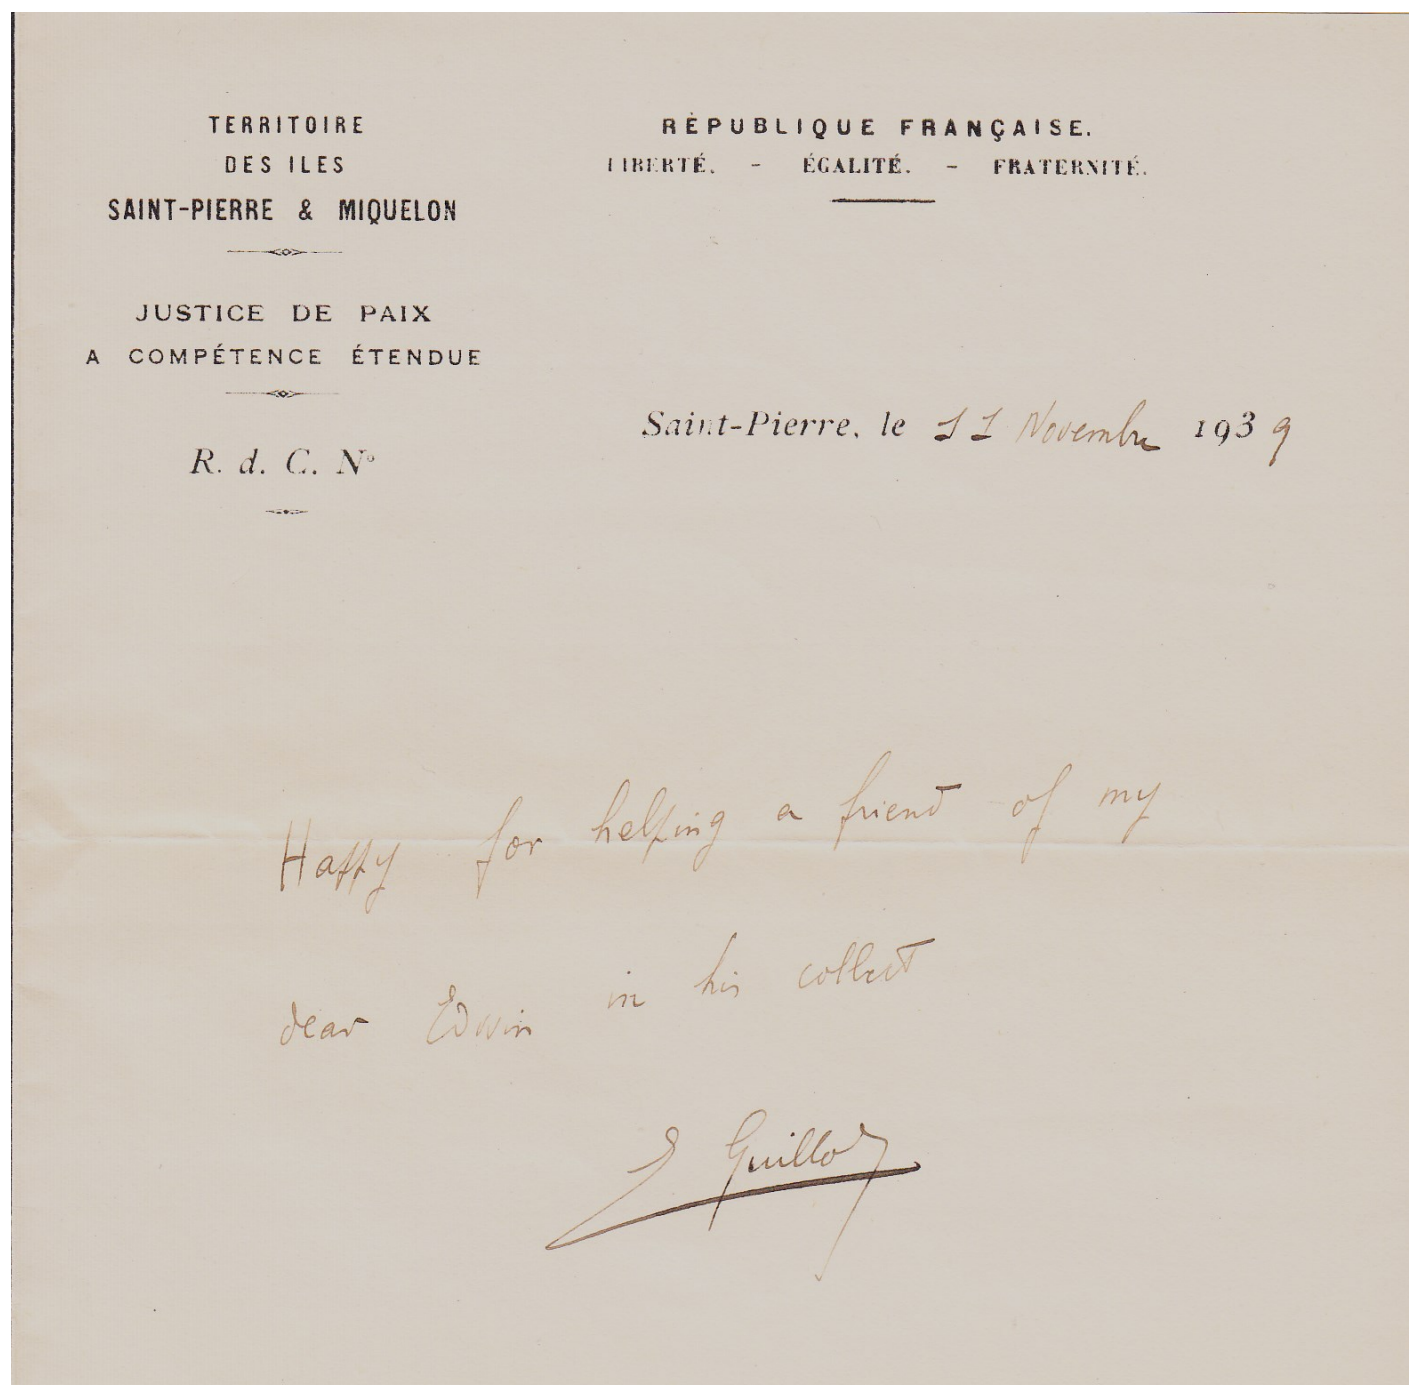 TERRITOIRE
DES ILES
SAINT-PIERRE & MIQUELON
JUSTICE DE PAIX
A COMPÉTENCE ÉTENDUE
R. d. C. N°
RÉPUBLIQUE FRANÇAISE.
LIBERTÉ. - ÉGALITÉ. - FRATERNITÉ.
Saint-Pierre, le 11 Novembre 1939
Happy for helping a friend of my
dear Edwin in his collect
Guillot